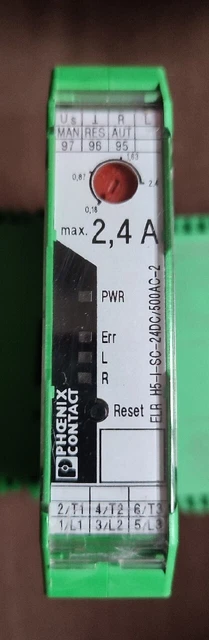 Us ⊥ R L
MAN RES AUT
97 96 95
1,63
0,87
2,4
0,18
max. 2,4 A
PWR
Err
L
R
Reset
PHŒNIX
CONTACT
ELR H5-I-SC-24DC/500AC-2
2/T1 4/T2 6/T3
1/L1 3/L2 5/L3